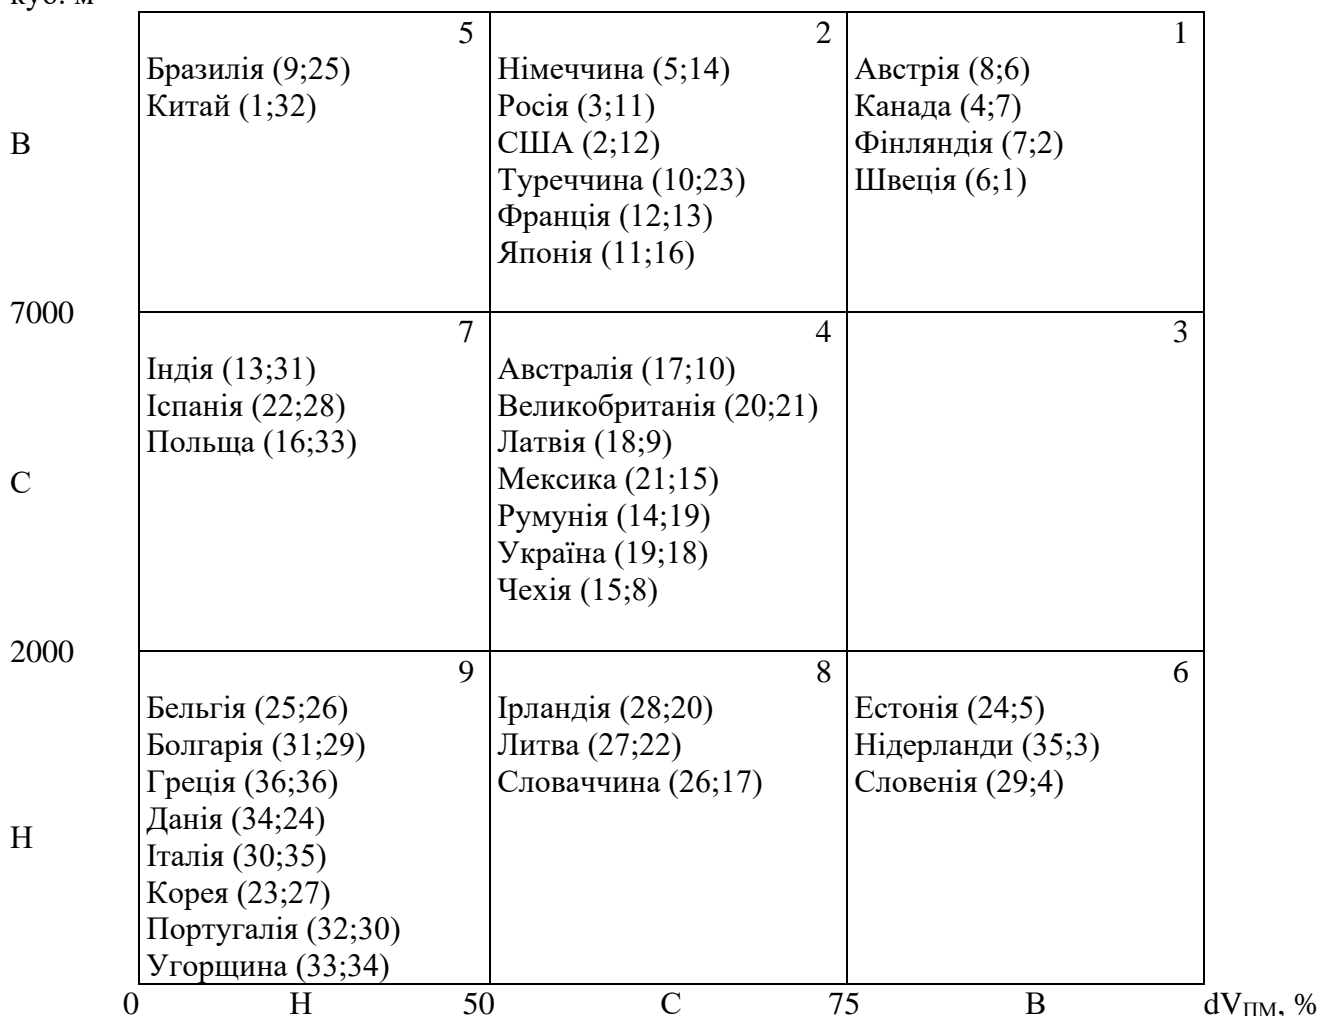 куб. м
5
Бразилія (9;25)
Китай (1;32)
2
Німеччина (5;14)
Росія (3;11)
США (2;12)
Туреччина (10;23)
Франція (12;13)
Японія (11;16)
1
Австрія (8;6)
Канада (4;7)
Фінляндія (7;2)
Швеція (6;1)
В
7000
7
Індія (13;31)
Іспанія (22;28)
Польща (16;33)
4
Австралія (17;10)
Великобританія (20;21)
Латвія (18;9)
Мексика (21;15)
Румунія (14;19)
Україна (19;18)
Чехія (15;8)
3
С
2000
9
Бельгія (25;26)
Болгарія (31;29)
Греція (36;36)
Данія (34;24)
Італія (30;35)
Корея (23;27)
Португалія (32;30)
Угорщина (33;34)
8
Ірландія (28;20)
Литва (27;22)
Словаччина (26;17)
6
Естонія (24;5)
Нідерланди (35;3)
Словенія (29;4)
Н
0 Н 50 С 75 В dVПМ, %